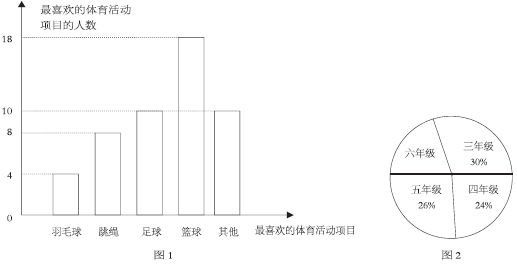 最喜欢的体育活动
项目的人数
18
10
8
4
0
羽毛球 跳绳 足球 篮球 其他 最喜欢的体育活动项目
图1
六年级 三年级
30%
五年级 四年级
26% 24%
图2